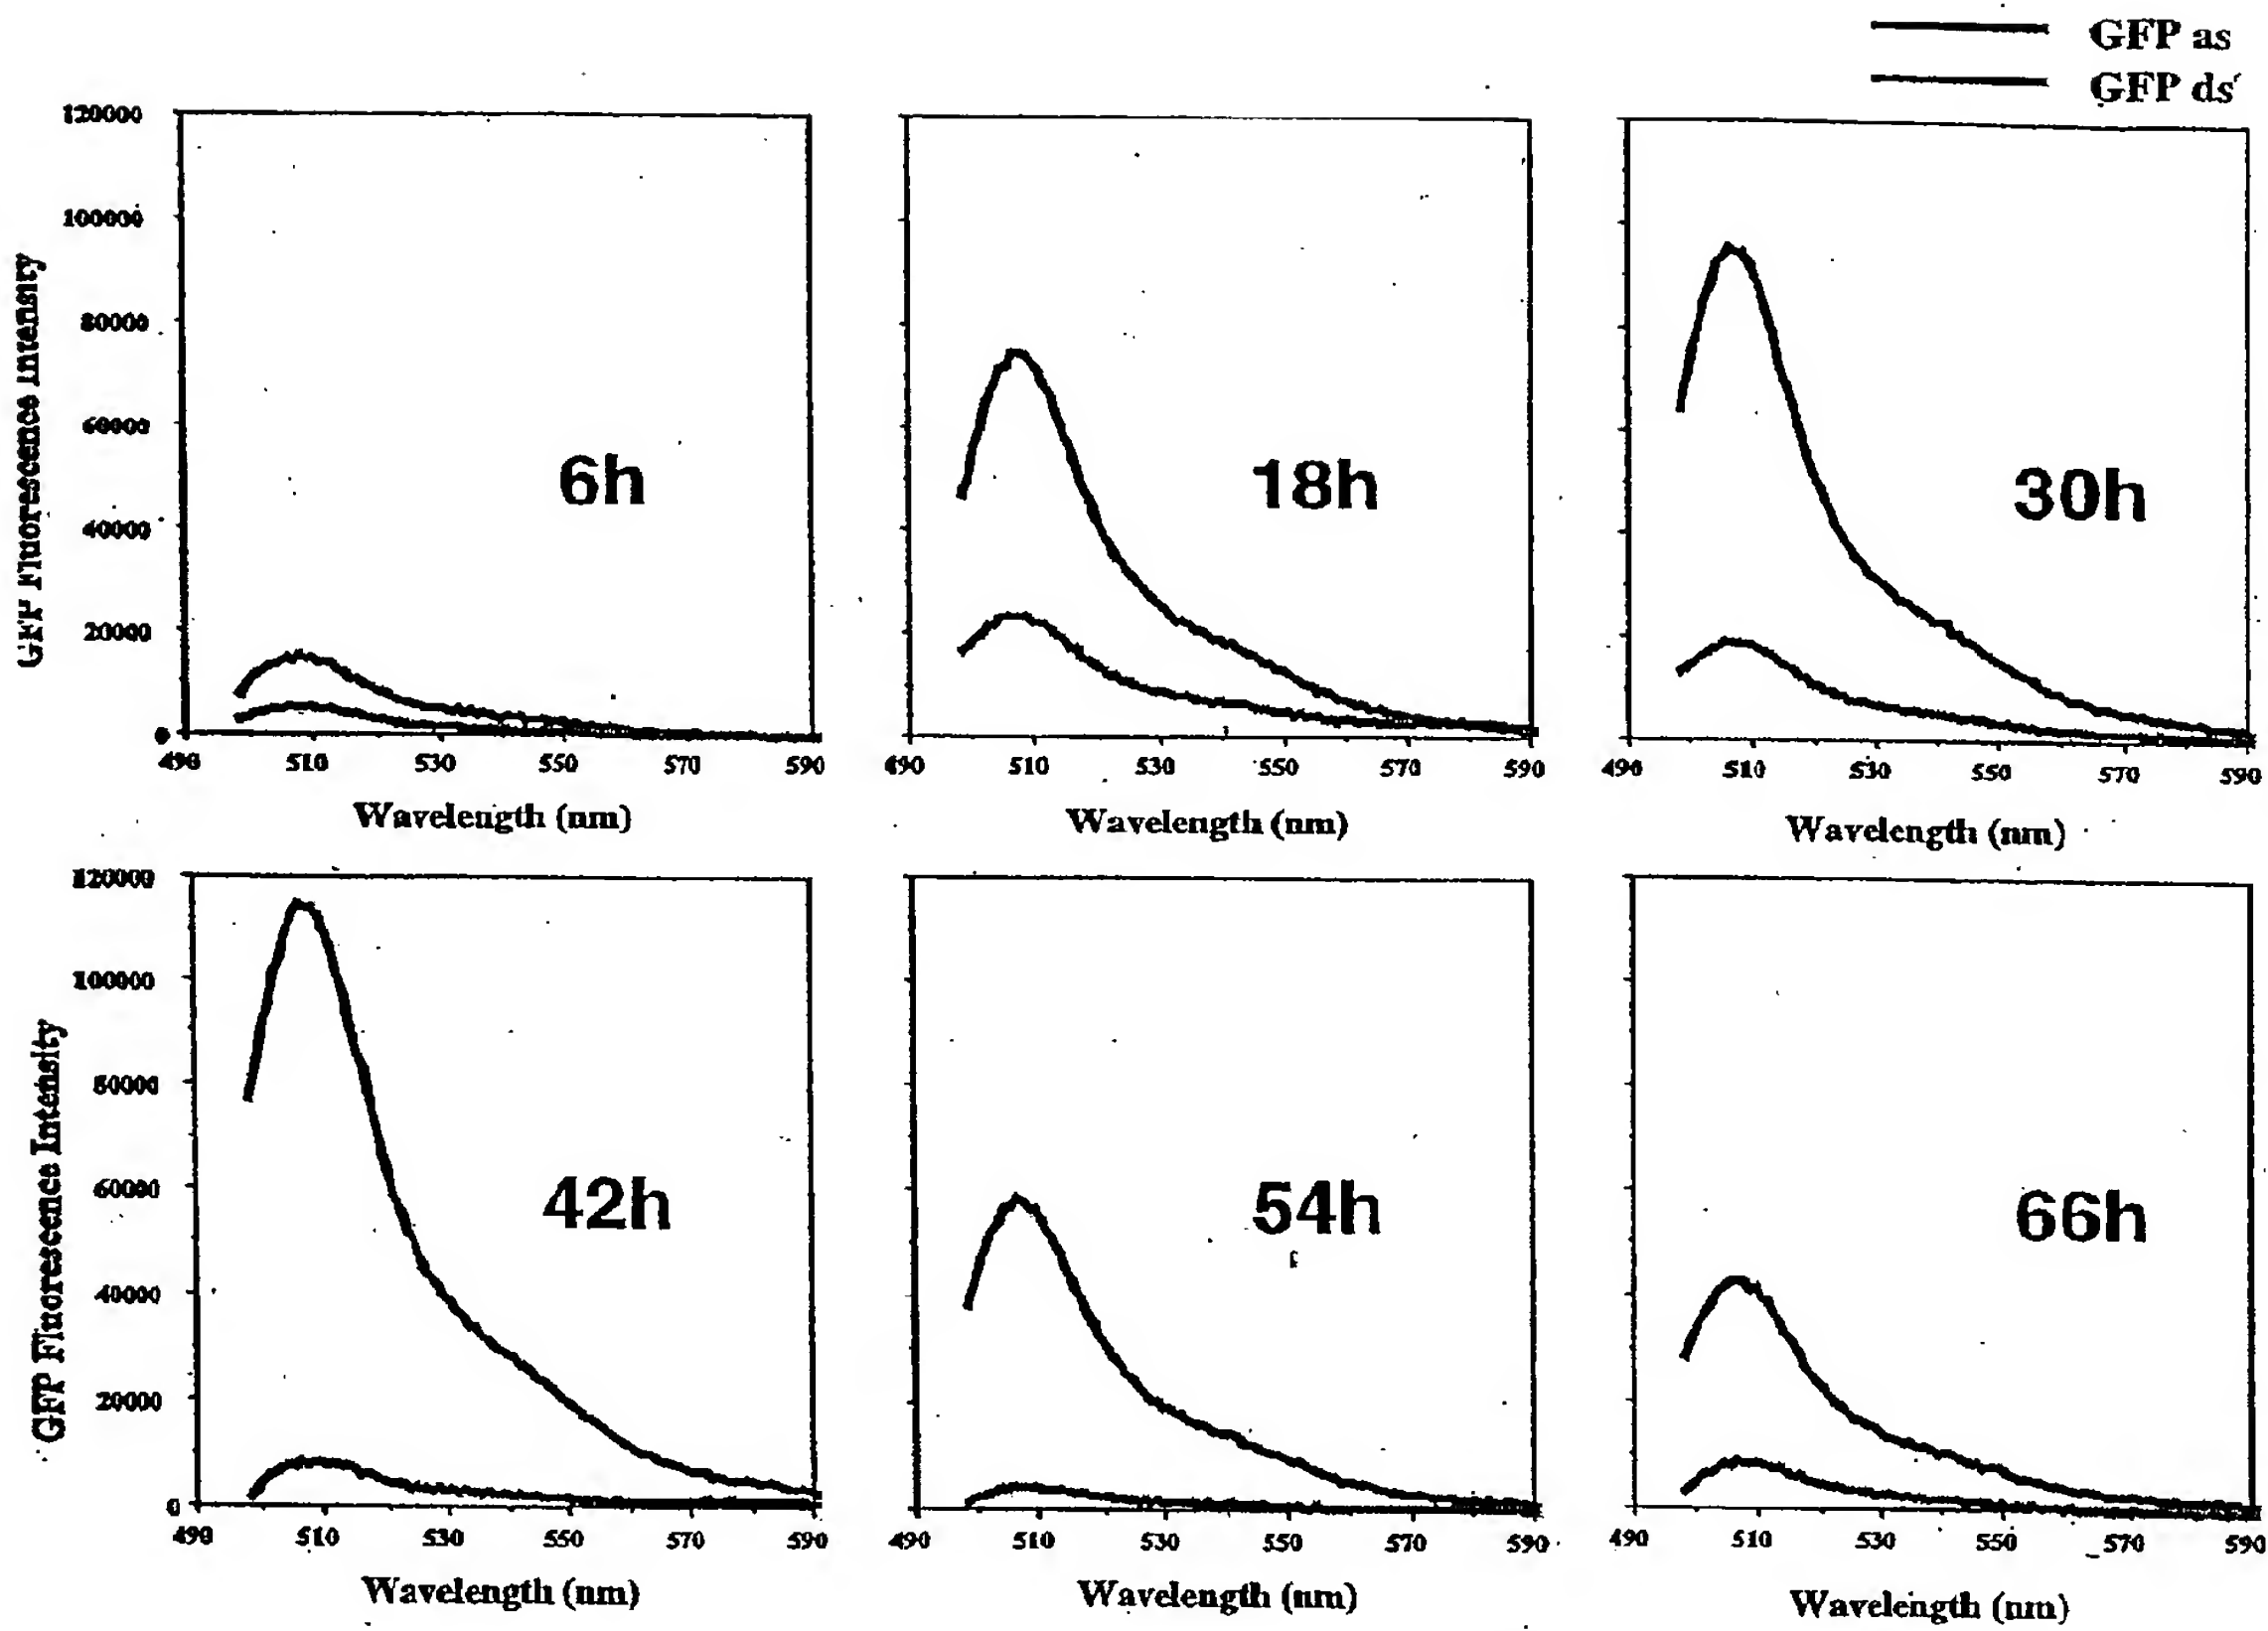 GFP as
GFP ds
GFP Fluorescence Intensity
120000
100000
80000
60000
40000
20000
0
6h
18h
30h
490 510 530 550 570 590
490 510 530 550 570 590
490 510 530 550 570 590
Wavelength (nm)
Wavelength (nm)
Wavelength (nm)
GFP Fluorescence Intensity
120000
100000
80000
60000
40000
20000
0
42h
54h
66h
490 510 530 550 570 590
490 510 530 550 570 590
490 510 530 550 570 590
Wavelength (nm)
Wavelength (nm)
Wavelength (nm)